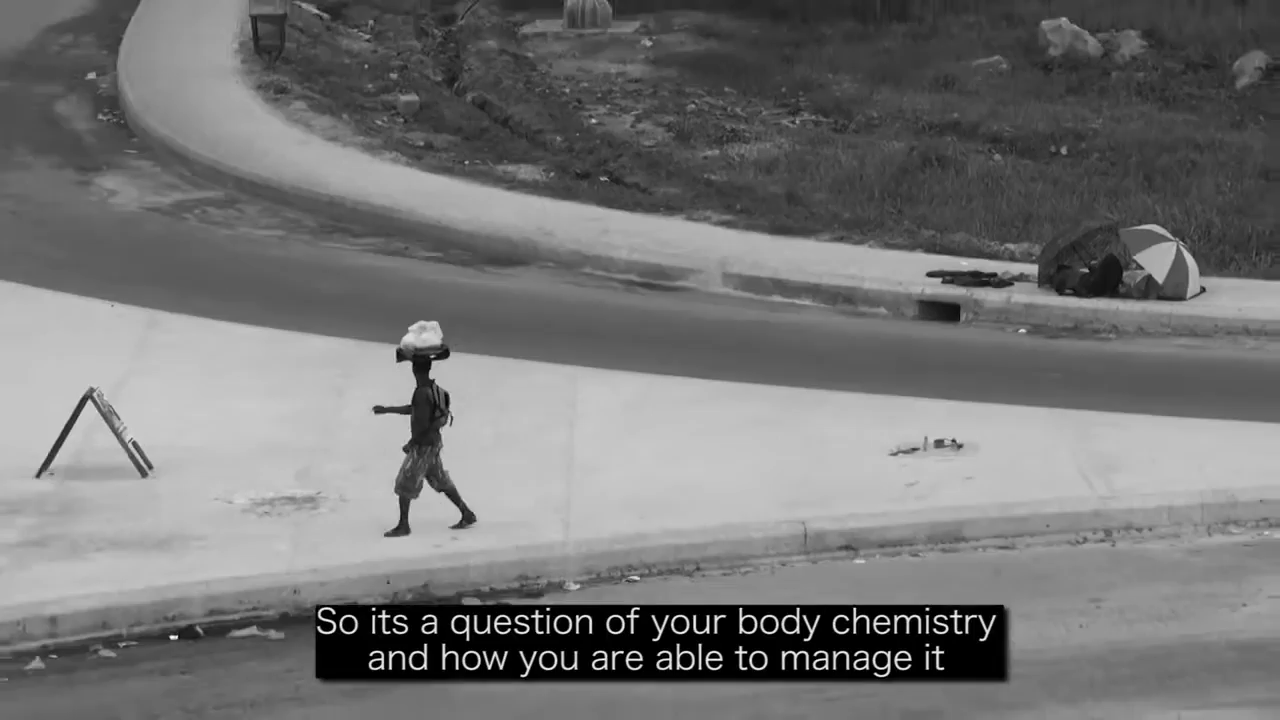 So its a question of your body chemistry
and how you are able to manage it